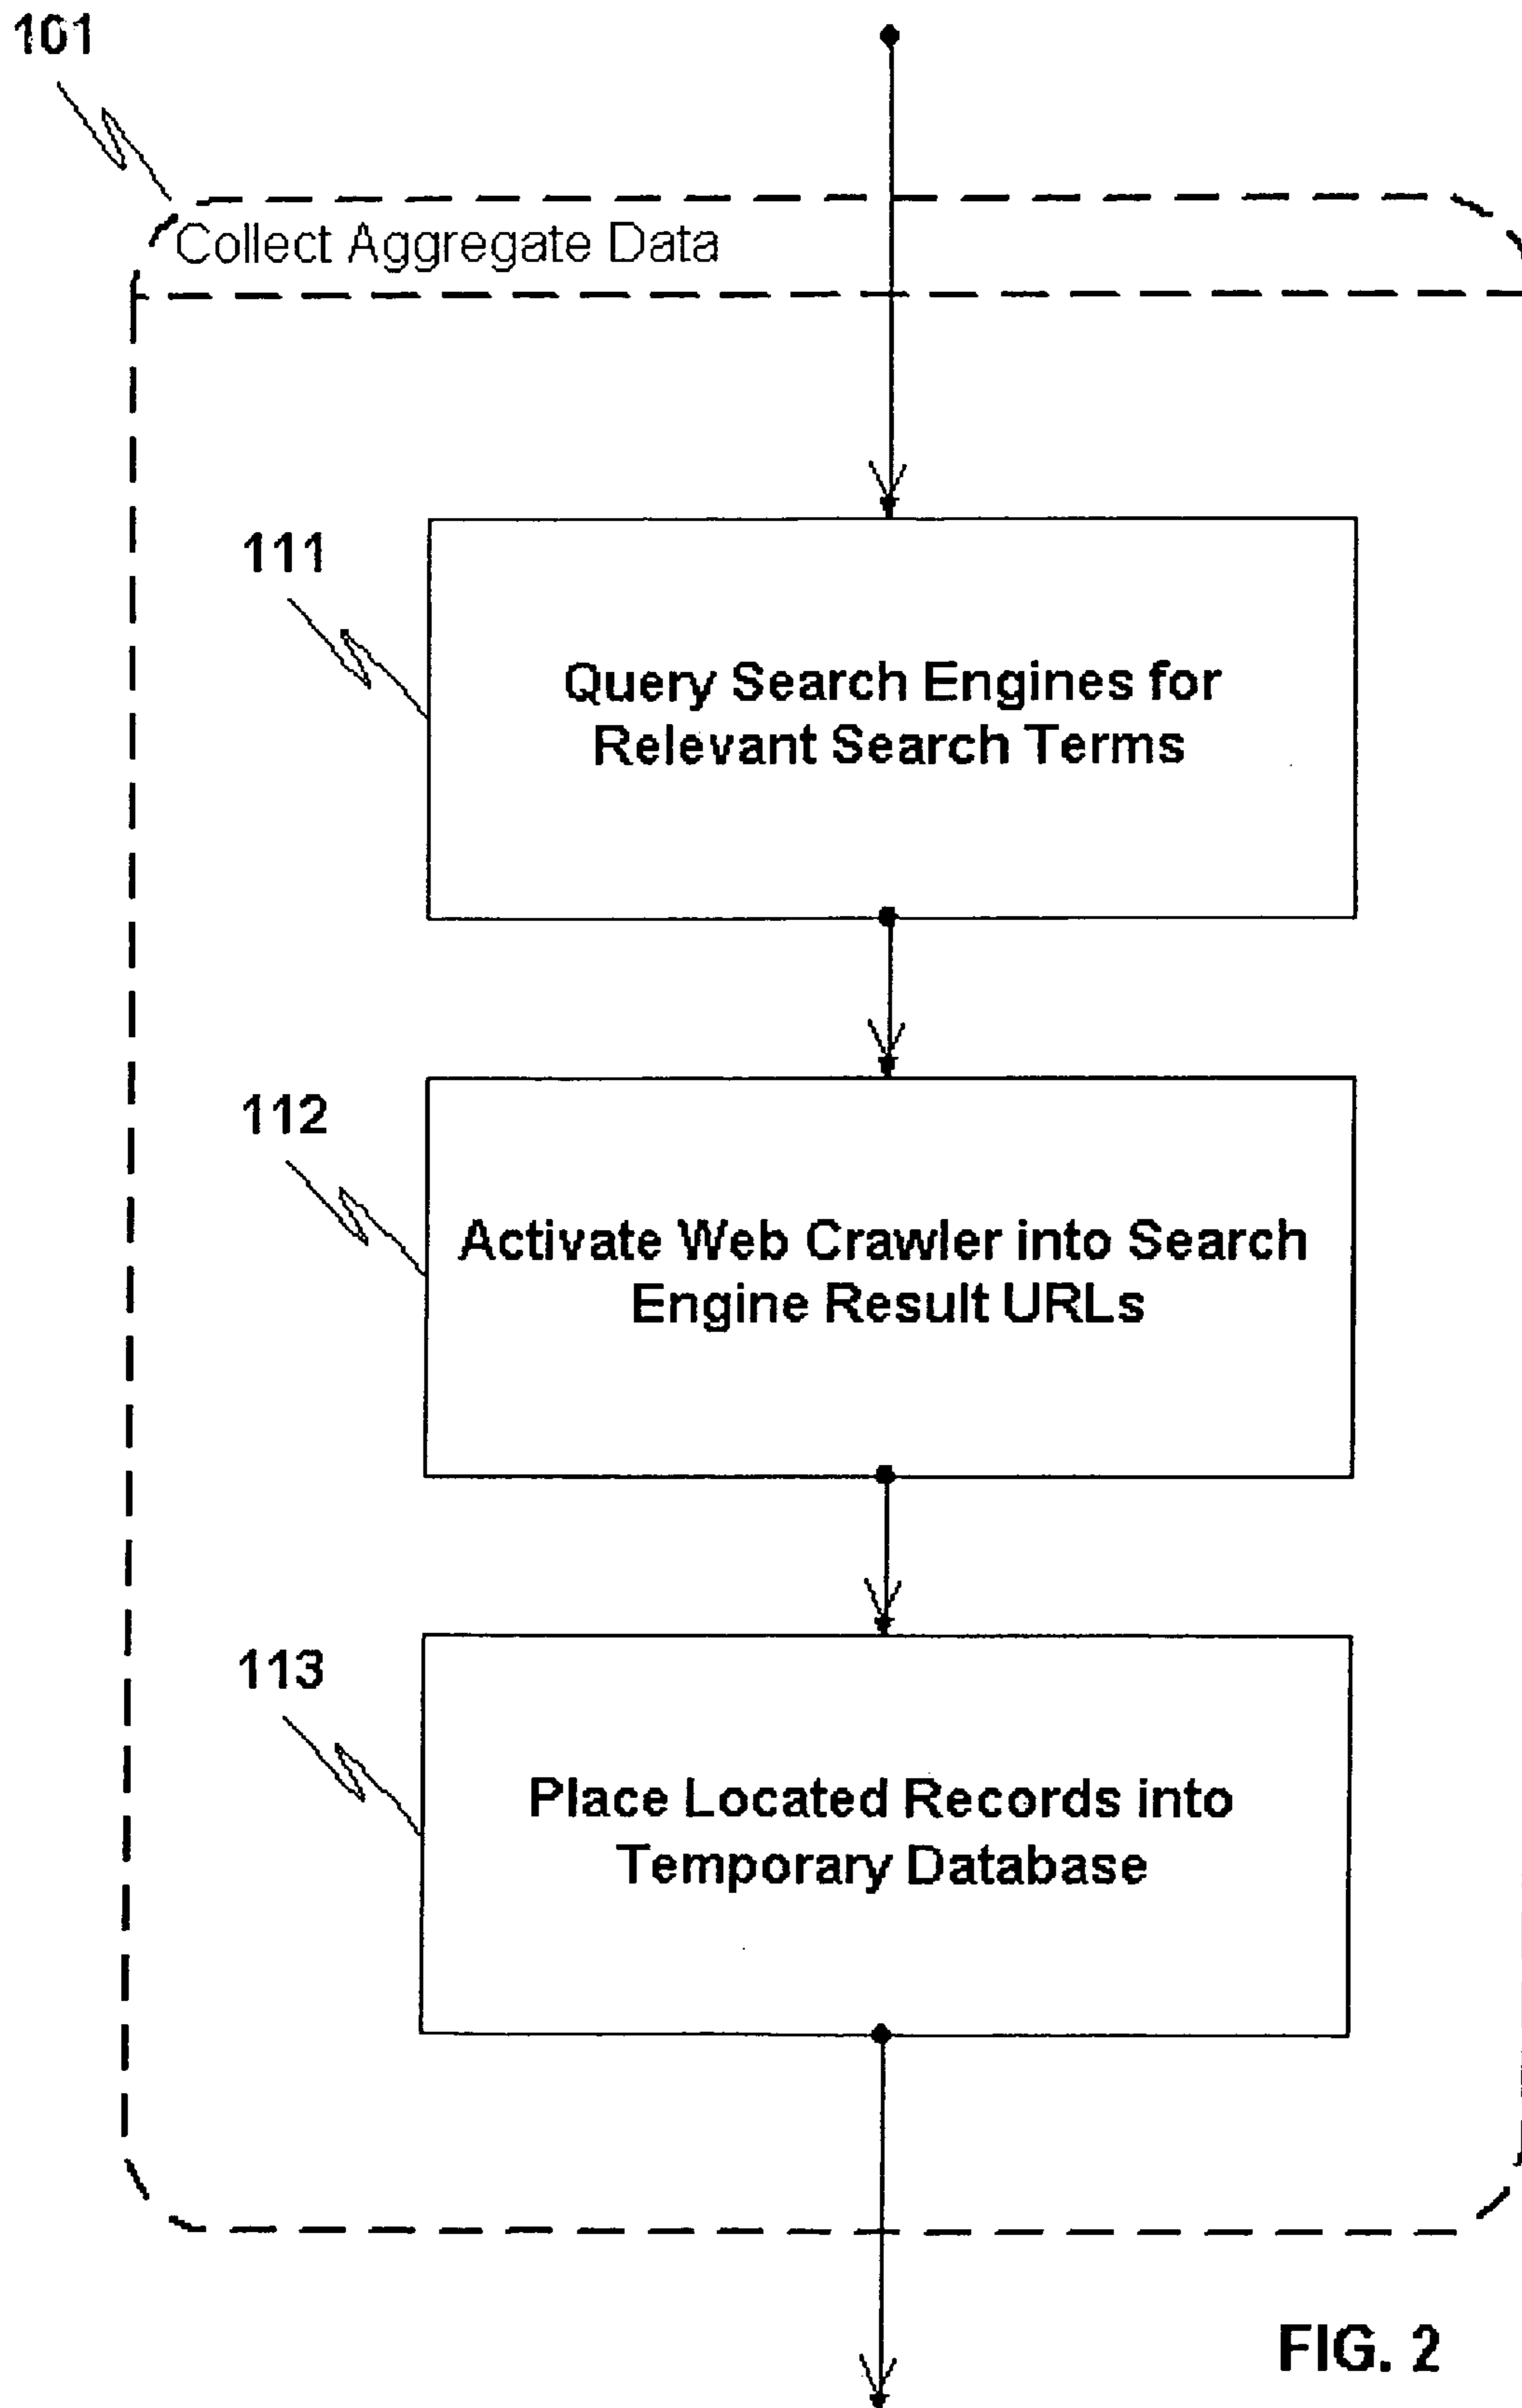 101
Collect Aggregate Data
111
Query Search Engines for
Relevant Search Terms
112
Activate Web Crawler into Search
Engine Result URLs
113
Place Located Records into
Temporary Database
FIG. 2